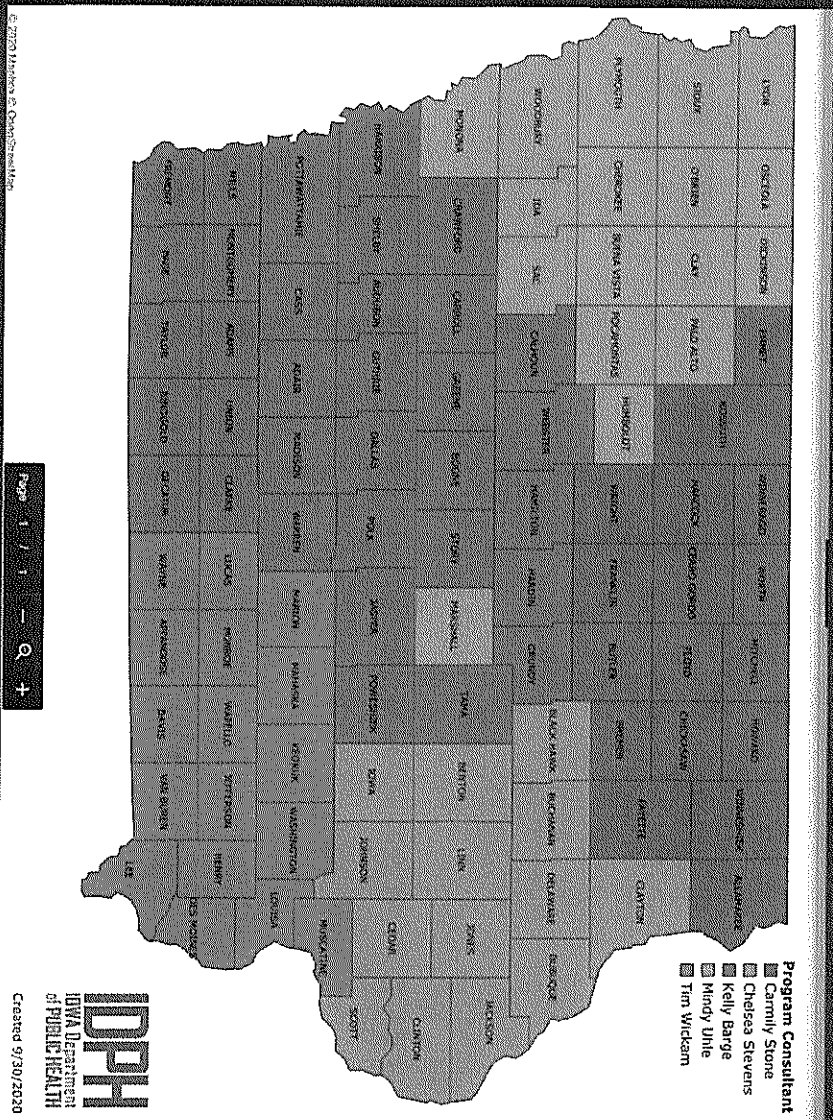 LYON
OSCEOLA
DICKINSON
EMMET
KOSSUTH
WINNEBAGO
WORTH
MITCHELL
HOWARD
WINNESHIEK
ALLAMAKEE
SIOUX
O'BRIEN
CLAY
PALO ALTO
HANCOCK
CERRO GORDO
FLOYD
CHICKASAW
PLYMOUTH
CHEROKEE
BUENA VISTA
POCAHONTAS
HUMBOLDT
WRIGHT
FRANKLIN
BUTLER
BREMER
FAYETTE
CLAYTON
WOODBURY
IDA
SAC
CALHOUN
WEBSTER
HAMILTON
HARDIN
GRUNDY
BLACK HAWK
BUCHANAN
DELAWARE
DUBUQUE
MONONA
CRAWFORD
CARROLL
GREENE
BOONE
STORY
MARSHALL
TAMA
BENTON
LINN
JONES
JACKSON
HARRISON
SHELBY
AUDUBON
GUTHRIE
DALLAS
POLK
JASPER
POWESHIEK
IOWA
JOHNSON
CEDAR
CLINTON
SCOTT
MUSCATINE
POTTAWATTAMIE
CASS
ADAIR
MADISON
WARREN
MARION
MAHASKA
KEOKUK
WASHINGTON
LOUISA
MILLS
MONTGOMERY
ADAMS
UNION
CLARKE
LUCAS
MONROE
WAPELLO
JEFFERSON
HENRY
DES MOINES
FREMONT
PAGE
TAYLOR
RINGGOLD
DECATUR
WAYNE
APPANOOSE
DAVIS
VAN BUREN
LEE
Program Consultant
Carmily Stone
Chelsea Stevens
Kelly Barge
Mindy Uhle
Tim Wickam
IDPH
IOWA Department
of PUBLIC HEALTH
Created 9/30/2020
© 2020 Mapbox © OpenStreetMap
Page 1 / 1 − +